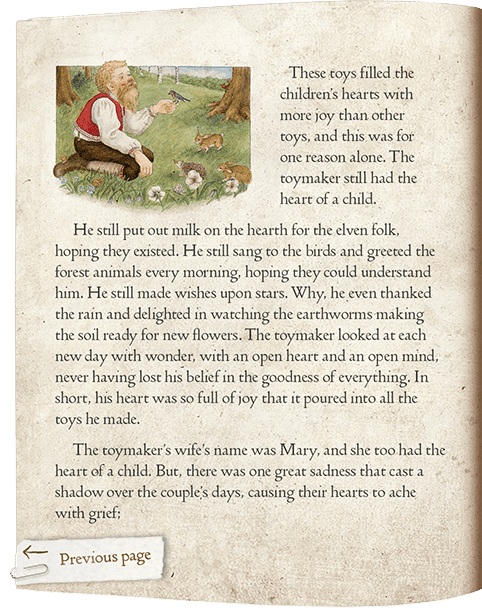 These toys filled the
children's hearts with
more joy than other
toys, and this was for
one reason alone. The
toymaker still had the
heart of a child.
He still put out milk on the hearth for the elven folk,
hoping they existed. He still sang to the birds and greeted the
forest animals every morning, hoping they could understand
him. He still made wishes upon stars. Why, he even thanked
the rain and delighted in watching the earthworms making
the soil ready for new flowers. The toymaker looked at each
new day with wonder, with an open heart and an open mind,
never having lost his belief in the goodness of everything. In
short, his heart was so full of joy that it poured into all the
toys he made.
The toymaker's wife's name was Mary, and she too had the
heart of a child. But, there was one great sadness that cast a
shadow over the couple's days, causing their hearts to ache
with grief;
← Previous page